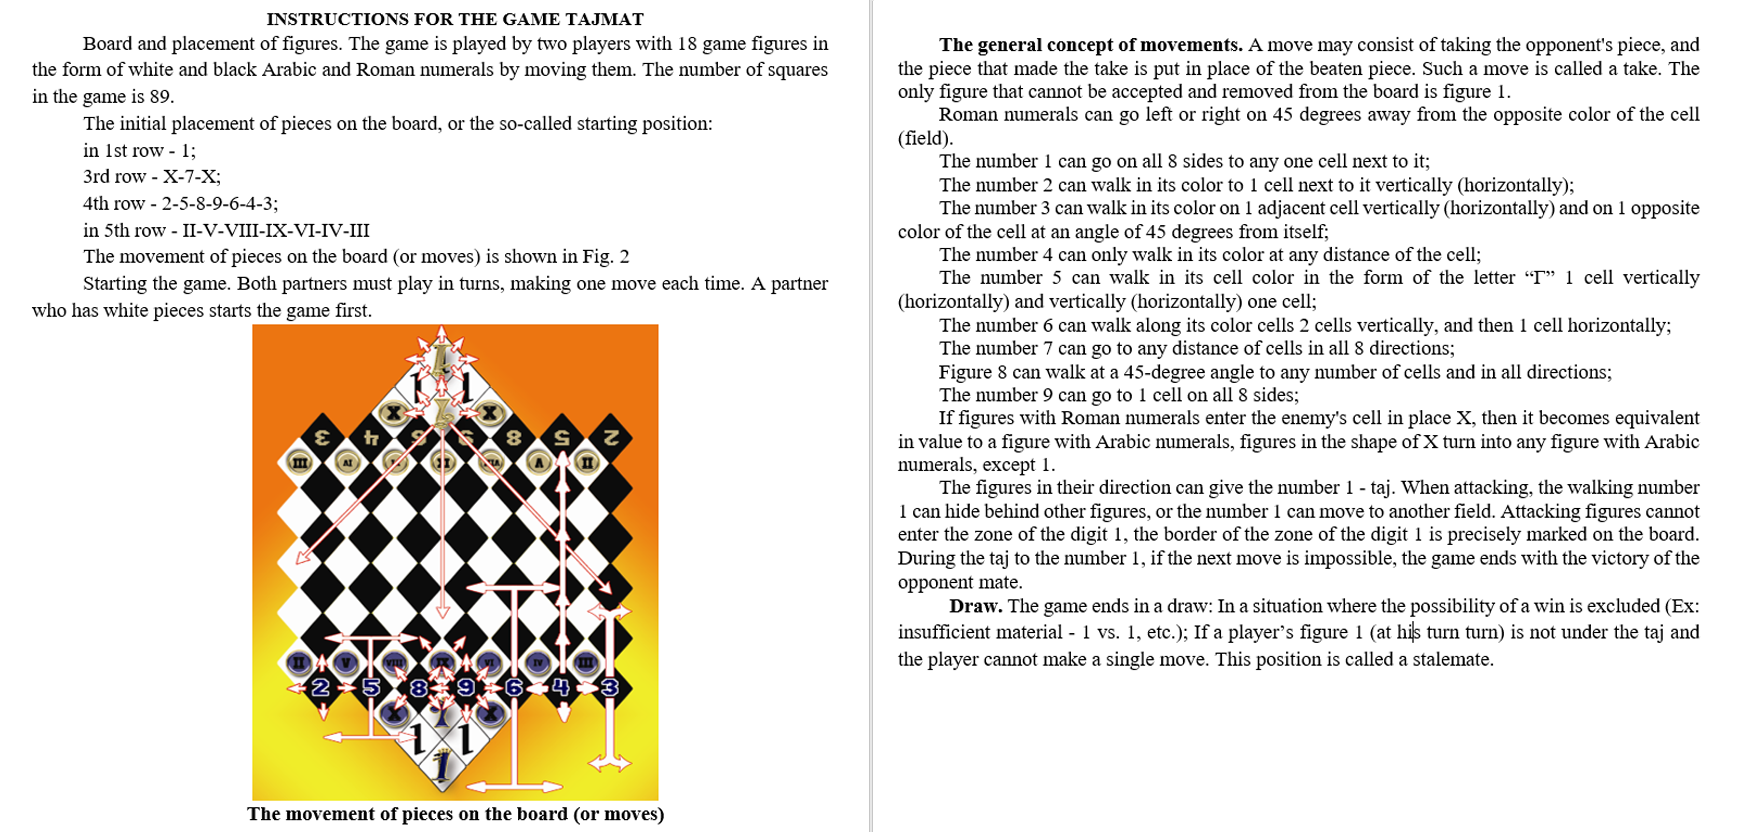 INSTRUCTIONS FOR THE GAME TAJMAT
Board and placement of figures. The game is played by two players with 18 game figures in
the form of white and black Arabic and Roman numerals by moving them. The number of squares
in the game is 89.
The initial placement of pieces on the board, or the so-called starting position:
in 1st row - 1;
3rd row - X-7-X;
4th row - 2-5-8-9-6-4-3;
in 5th row - II-V-VIII-IX-VI-IV-III
The movement of pieces on the board (or moves) is shown in Fig. 2
Starting the game. Both partners must play in turns, making one move each time. A partner
who has white pieces starts the game first.
1
1 1
X X
3 4 6 9 8 5 2
III VI IX VIII V II
II V VIII IX VI IV III
2 5 8 9 6 4 3
X 7 X
1 1
1
The movement of pieces on the board (or moves)
The general concept of movements. A move may consist of taking the opponent's piece, and
the piece that made the take is put in place of the beaten piece. Such a move is called a take. The
only figure that cannot be accepted and removed from the board is figure 1.
Roman numerals can go left or right on 45 degrees away from the opposite color of the cell
(field).
The number 1 can go on all 8 sides to any one cell next to it;
The number 2 can walk in its color to 1 cell next to it vertically (horizontally);
The number 3 can walk in its color on 1 adjacent cell vertically (horizontally) and on 1 opposite
color of the cell at an angle of 45 degrees from itself;
The number 4 can only walk in its color at any distance of the cell;
The number 5 can walk in its cell color in the form of the letter “Г” 1 cell vertically
(horizontally) and vertically (horizontally) one cell;
The number 6 can walk along its color cells 2 cells vertically, and then 1 cell horizontally;
The number 7 can go to any distance of cells in all 8 directions;
Figure 8 can walk at a 45-degree angle to any number of cells and in all directions;
The number 9 can go to 1 cell on all 8 sides;
If figures with Roman numerals enter the enemy's cell in place X, then it becomes equivalent
in value to a figure with Arabic numerals, figures in the shape of X turn into any figure with Arabic
numerals, except 1.
The figures in their direction can give the number 1 - taj. When attacking, the walking number
1 can hide behind other figures, or the number 1 can move to another field. Attacking figures cannot
enter the zone of the digit 1, the border of the zone of the digit 1 is precisely marked on the board.
During the taj to the number 1, if the next move is impossible, the game ends with the victory of the
opponent mate.
Draw. The game ends in a draw: In a situation where the possibility of a win is excluded (Ex:
insufficient material - 1 vs. 1, etc.); If a player’s figure 1 (at his turn turn) is not under the taj and
the player cannot make a single move. This position is called a stalemate.